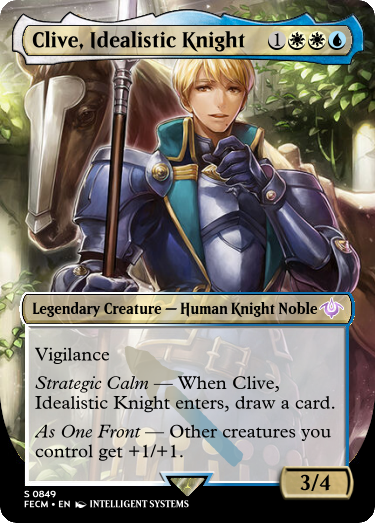 Clive, Idealistic Knight 1
Legendary Creature — Human Knight Noble
Vigilance
Strategic Calm — When Clive,
Idealistic Knight enters, draw a card.
As One Front — Other creatures you
control get +1/+1.
3/4
S 0849
FECM • EN INTELLIGENT SYSTEMS